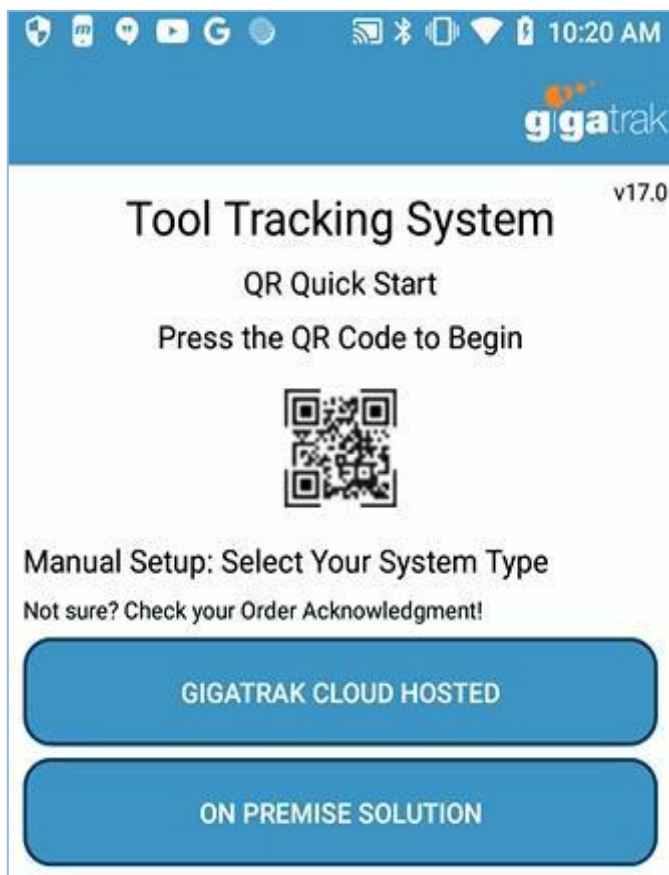 10:20 AM
gigatrak
v17.0
Tool Tracking System
QR Quick Start
Press the QR Code to Begin
Manual Setup: Select Your System Type
Not sure? Check your Order Acknowledgment!
GIGATRAK CLOUD HOSTED
ON PREMISE SOLUTION